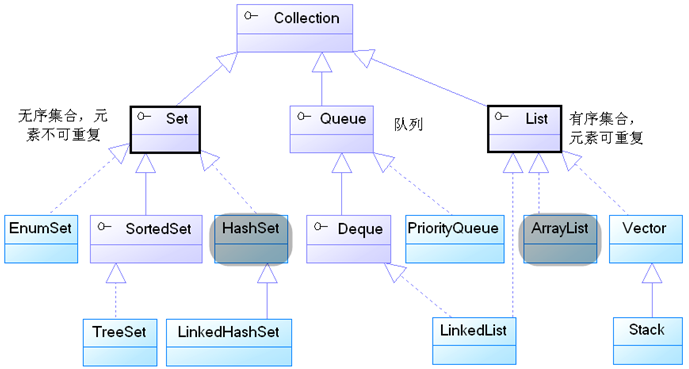 Collection
无序集合，元
素不可重复
Set
Queue
队列
List
有序集合，
元素可重复
EnumSet
SortedSet
HashSet
Deque
PriorityQueue
ArrayList
Vector
TreeSet
LinkedHashSet
LinkedList
Stack